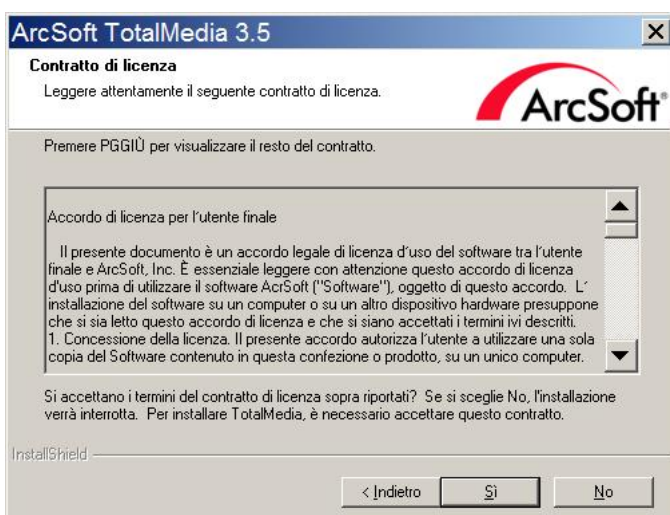 ArcSoft TotalMedia 3.5
Contratto di licenza
Leggere attentamente il seguente contratto di licenza.
ArcSoft®
Premere PGGIÙ per visualizzare il resto del contratto.
Accordo di licenza per l'utente finale
Il presente documento è un accordo legale di licenza d'uso del software tra l'utente
finale e ArcSoft, Inc. È essenziale leggere con attenzione questo accordo di licenza
d'uso prima di utilizzare il software AcrSoft ("Software"), oggetto di questo accordo. L´
installazione del software su un computer o su un altro dispositivo hardware presuppone
che si sia letto questo accordo di licenza e che si siano accettati i termini ivi descritti.
1. Concessione della licenza. Il presente accordo autorizza l'utente a utilizzare una sola
copia del Software contenuto in questa confezione o prodotto, su un unico computer.
Si accettano i termini del contratto di licenza sopra riportati? Se si sceglie No, l'installazione
verrà interrotta. Per installare TotalMedia, è necessario accettare questo contratto.
InstallShield
< Indietro
Sì
No